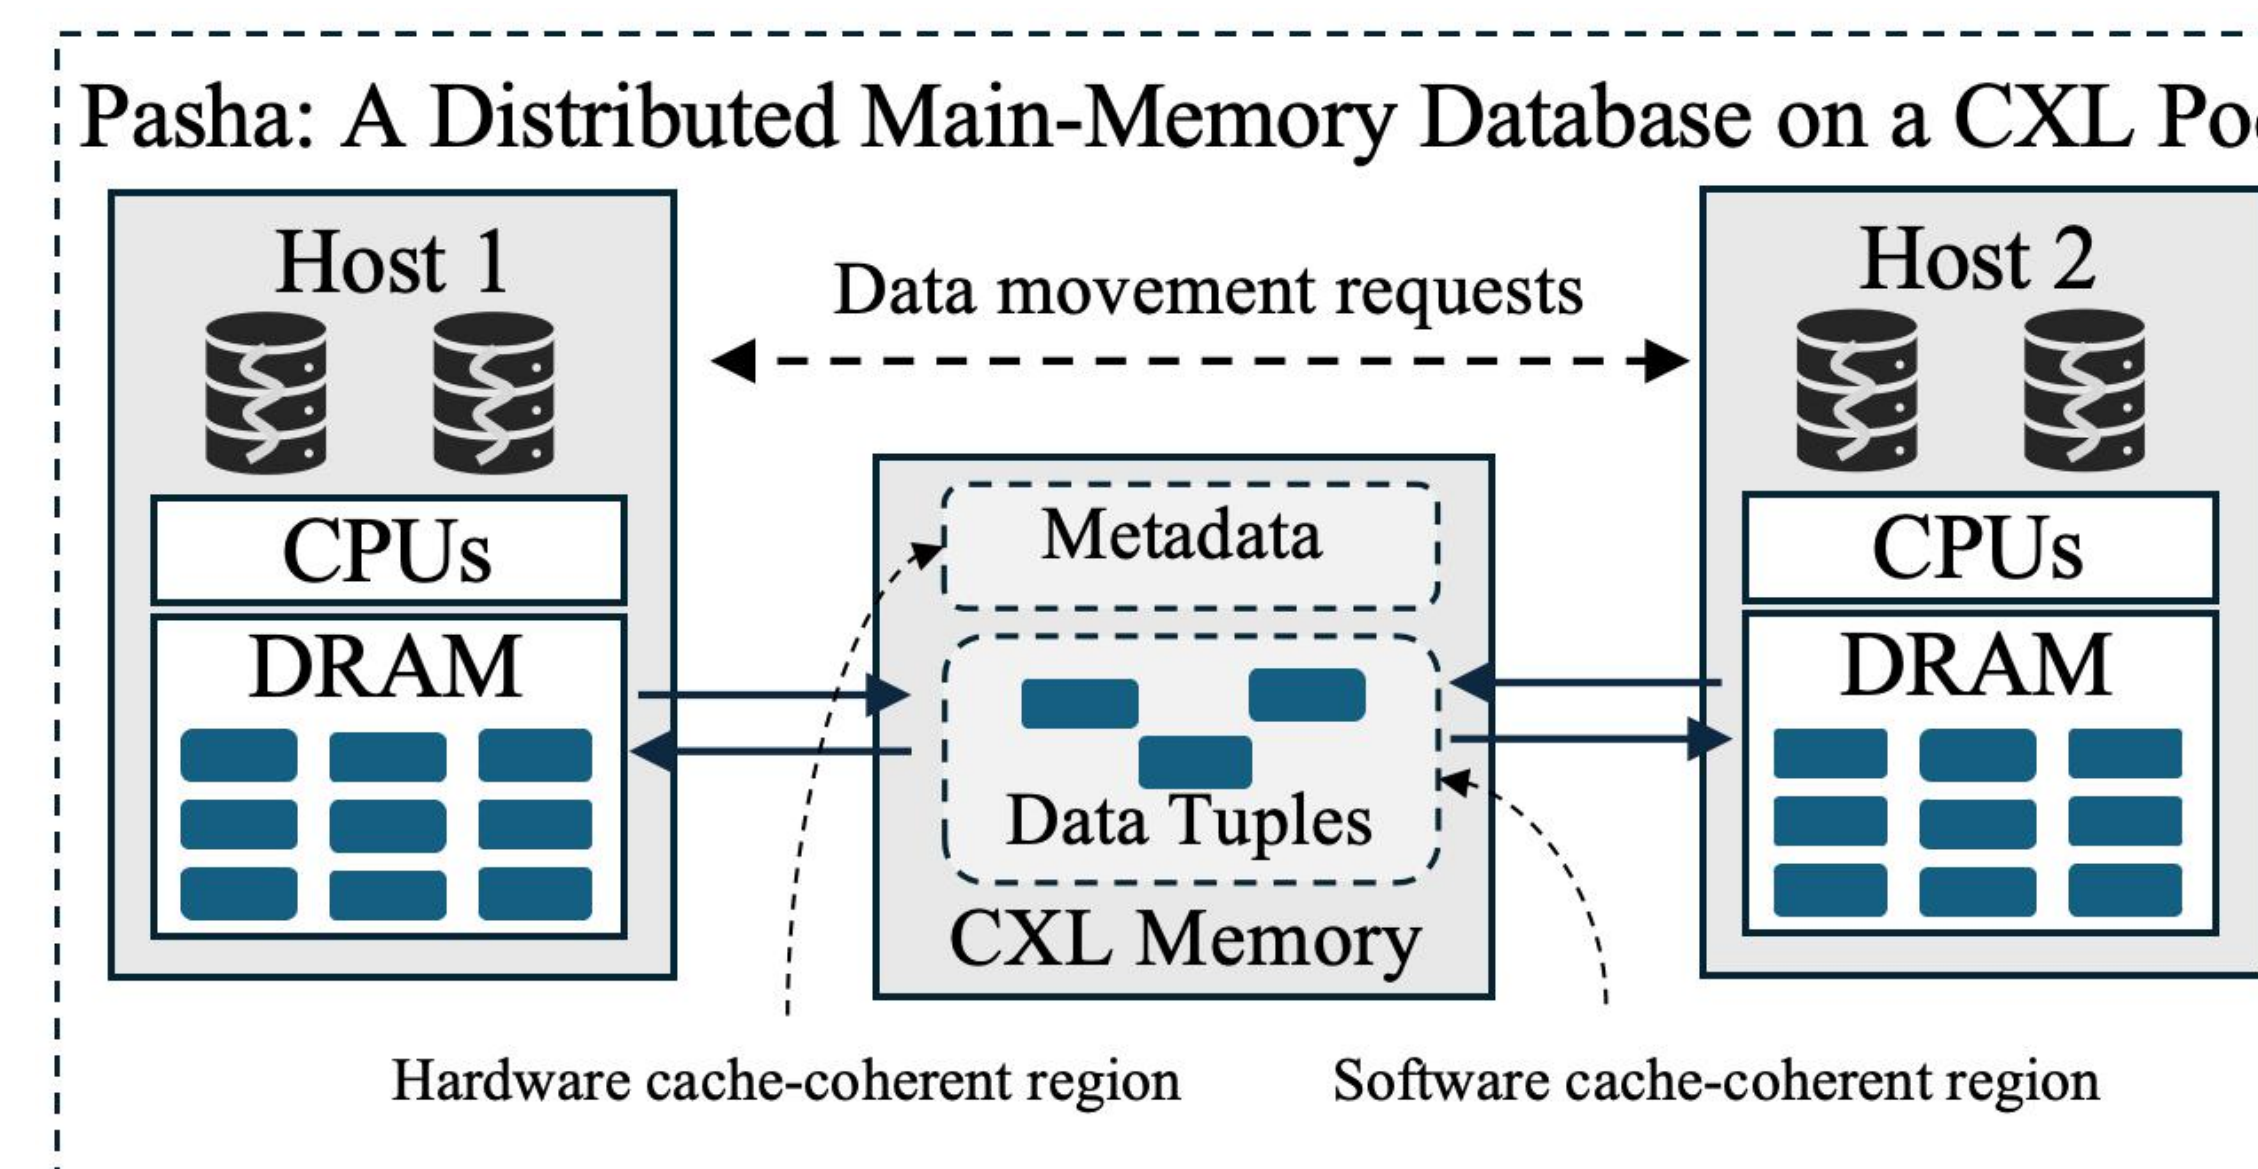 Pasha: A Distributed Main-Memory Database on a CXL
Host 1
Data movement requests
Host 2
CPUs
Metadata
CPUs
DRAM
DRAM
Data Tuples
CXL Memory
Hardware cache-coherent region
Software cache-coherent region